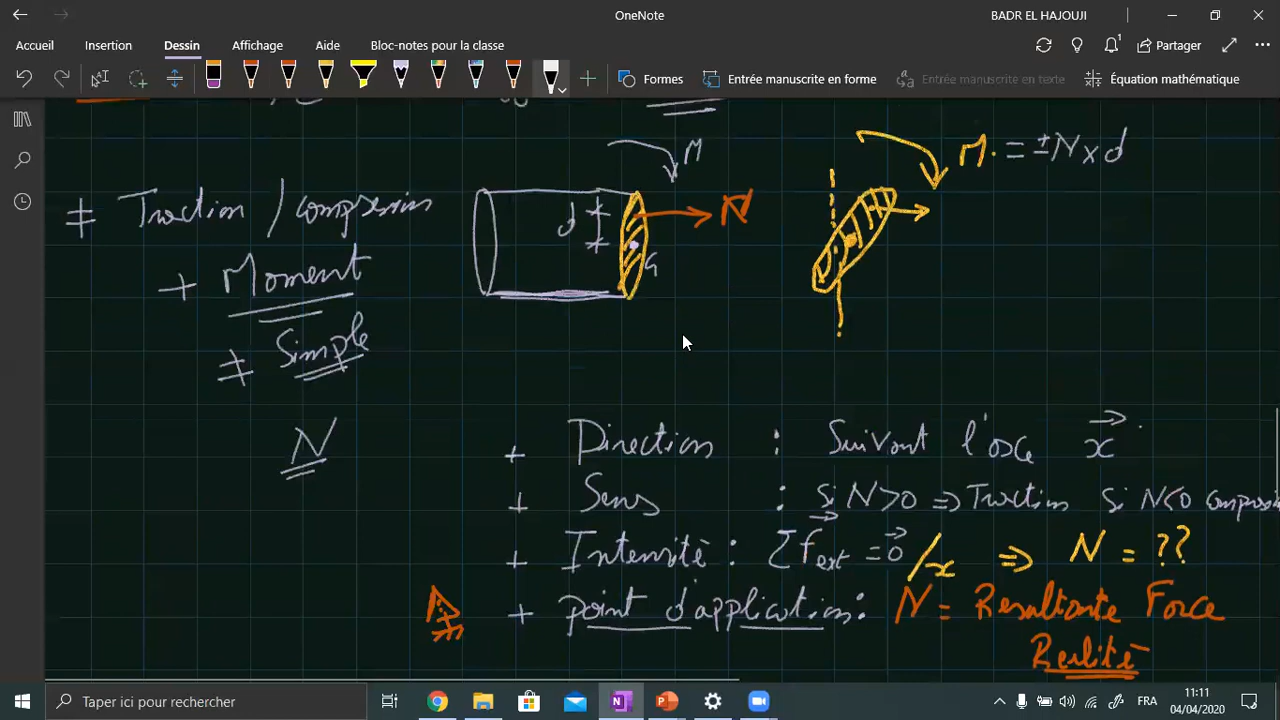 OneNote
BADR EL HAJOUJI
Accueil Insertion Dessin Affichage Aide Bloc-notes pour la classe
Partager
Formes
Entrée manuscrite en forme
Entrée manuscrite en texte
Équation mathématique
≠ Traction / compression
+ Moment
≠ Simple
N
M
d
N
G
M = ±N x d
+ Direction : Suivant l'axe x
+ Sens : Si N>0 => Traction Si N<0 compression
+ Intensité : Σ fext = 0 /x => N = ??
+ point d'application : N = Resultante Force
Realité
Taper ici pour rechercher
FRA
11:11
04/04/2020